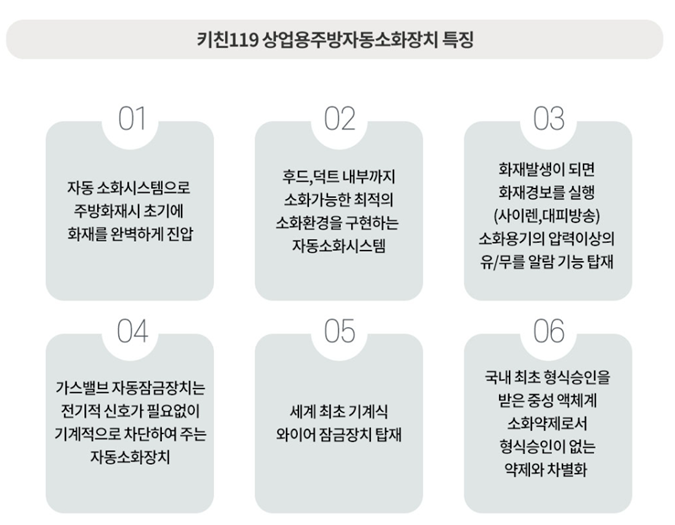 키친119 상업용주방자동소화장치 특징
01
자동 소화시스템으로
주방화재시 초기에
화재를 완벽하게 진압
02
후드,덕트 내부까지
소화가능한 최적의
소화환경을 구현하는
자동소화시스템
03
화재발생이 되면
화재경보를 실행
(사이렌,대피방송)
소화용기의 압력이상의
유/무를 알람 기능 탑재
04
가스밸브 자동잠금장치는
전기적 신호가 필요없이
기계적으로 차단하여 주는
자동소화장치
05
세계 최초 기계식
와이어 잠금장치 탑재
06
국내 최초 형식승인을
받은 중성 액체계
소화약제로서
형식승인이 없는
약제와 차별화